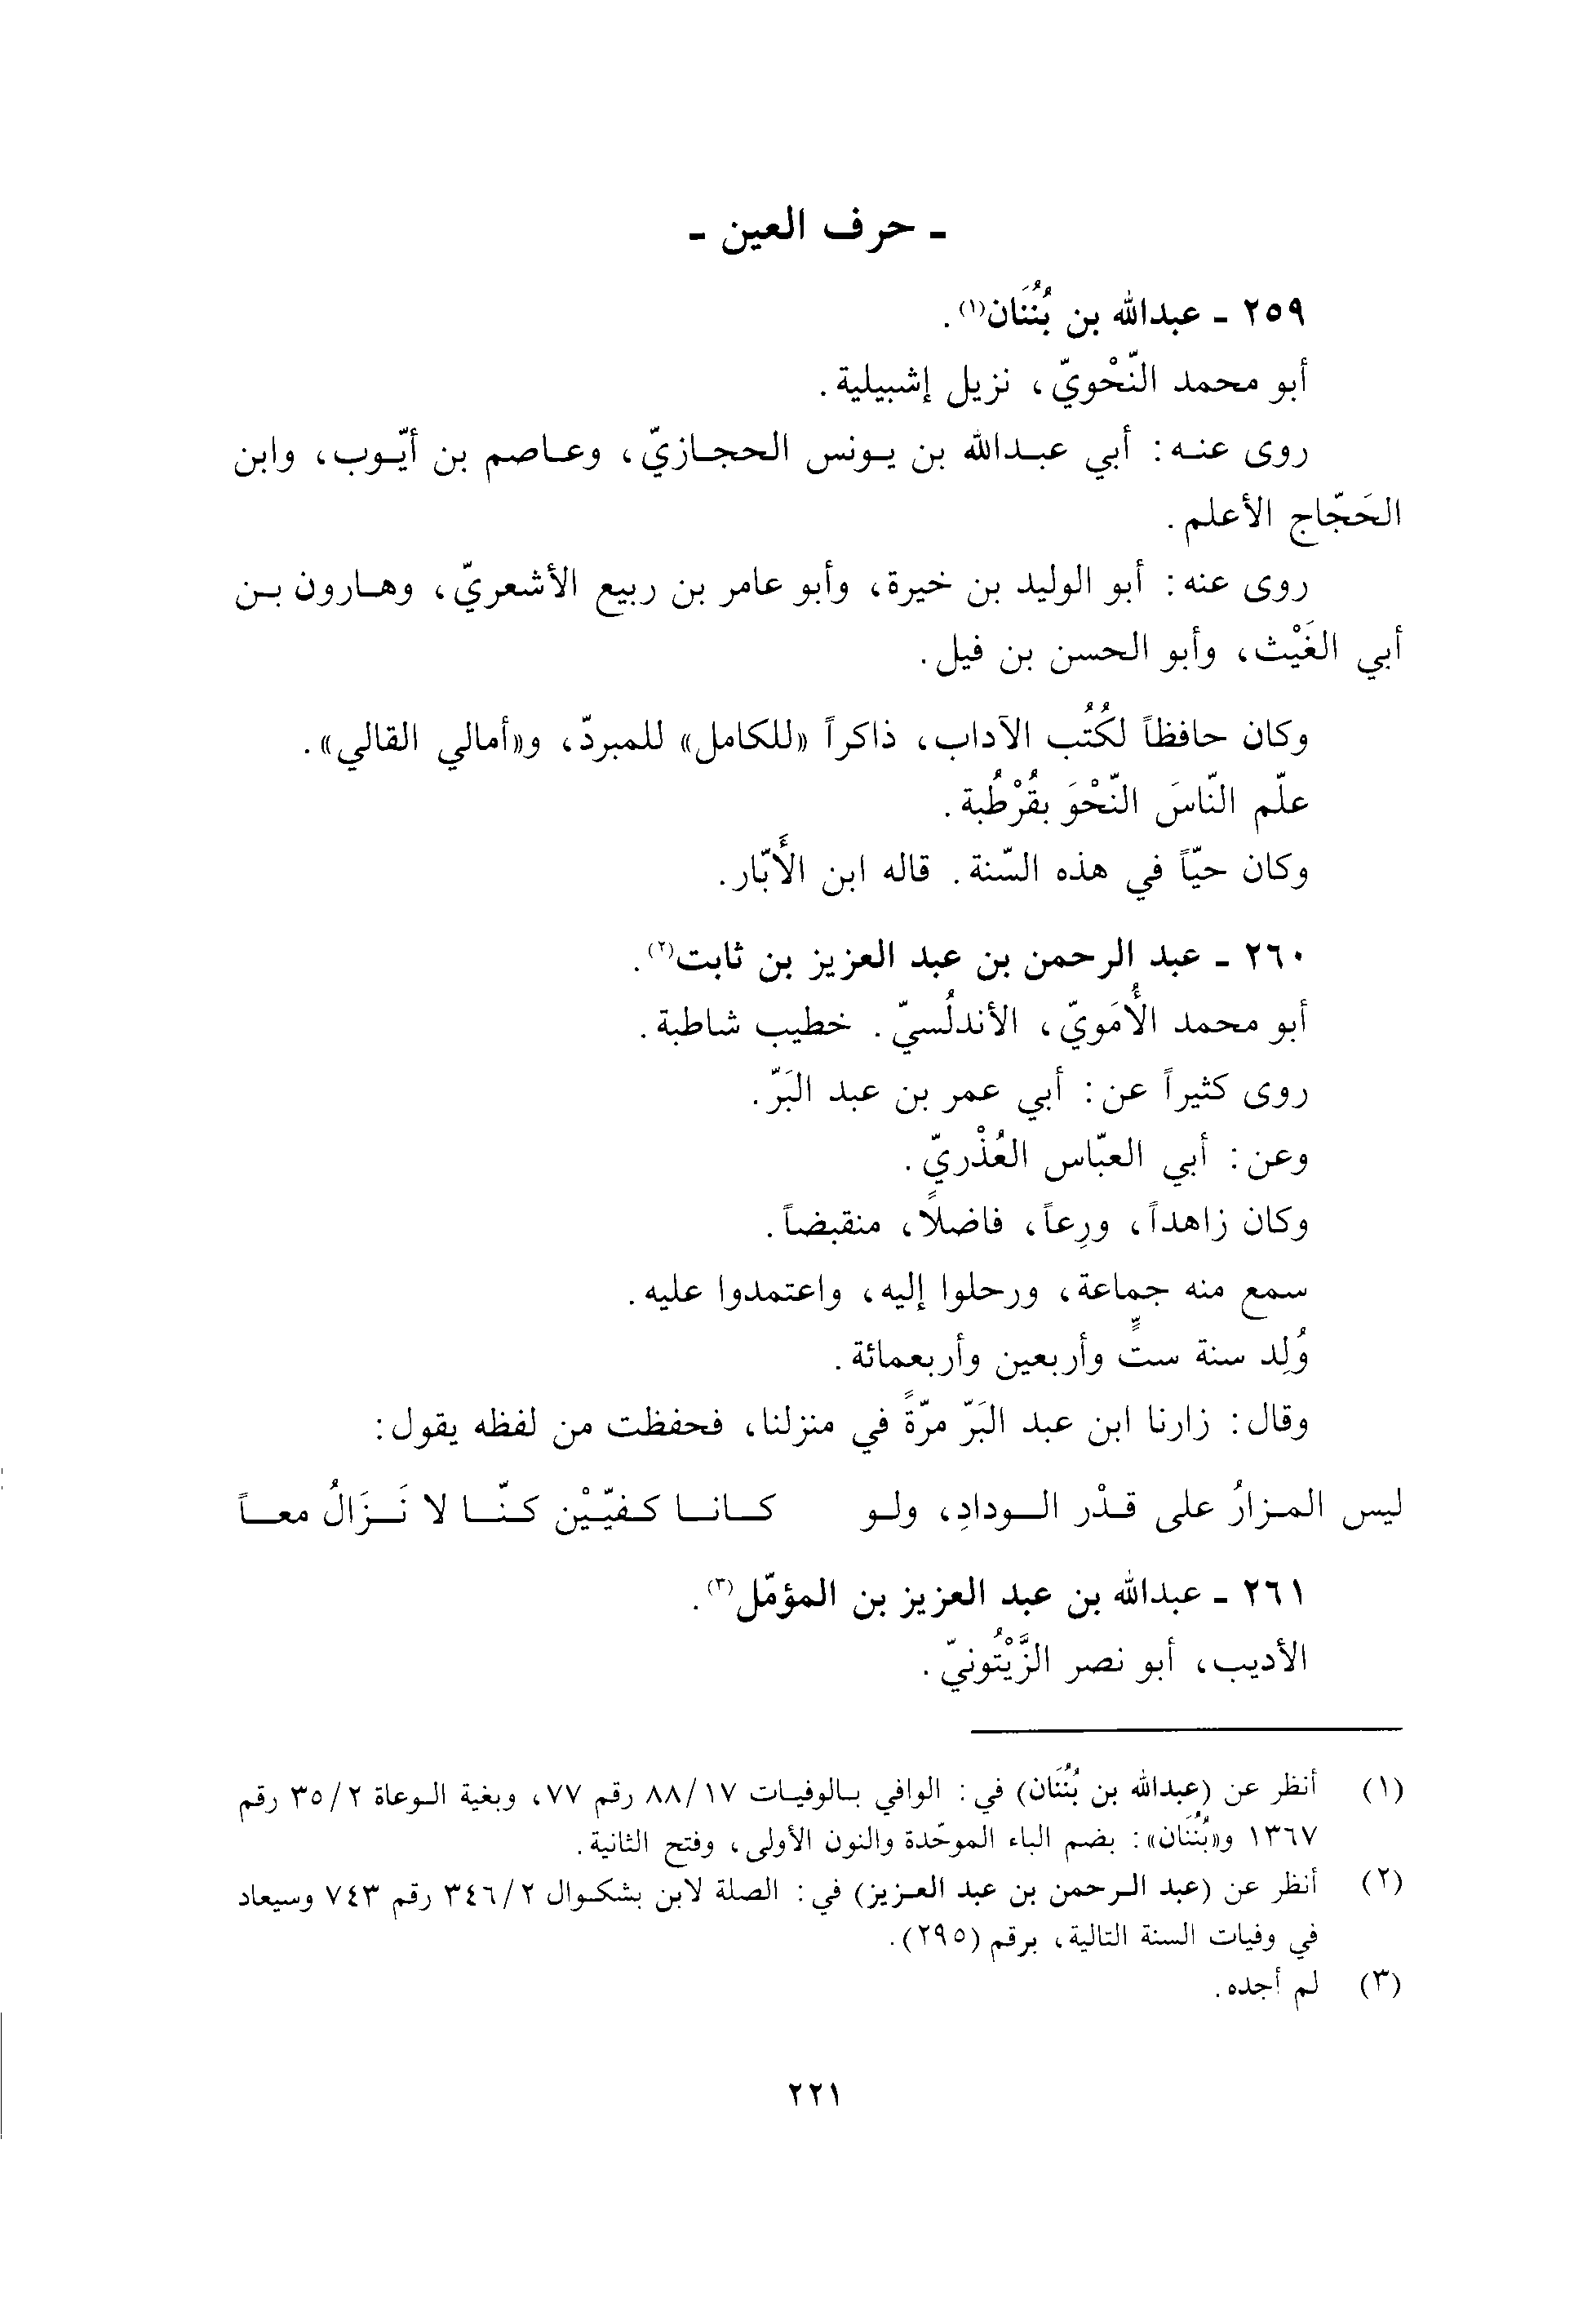 ـ حرف العين ـ
٢٥٩ ـ عبدالله بن بُنُنَان(١).
أبو محمد النَّحْويّ، نزيل إشبيلية.
روى عنه: أبي عبدالله بن يونس الحجازيّ، وعاصم بن أيّوب، وابن
الحَجّاج الأعلم.
روى عنه: أبو الوليد بن خيرة، وأبو عامر بن ربيع الأشعريّ، وهارون بن
أبي الغَيْث، وأبو الحسن بن فيل.
وكان حافظاً لكُتُب الآداب، ذاكراً «للكامل» للمبردّ، و«أمالي القالي».
علّم النّاسَ النّحْوَ بقُرْطُبة.
وكان حيّاً في هذه السّنة. قاله ابن الأَبّار.
٢٦٠ ـ عبد الرحمن بن عبد العزيز بن ثابت(٢).
أبو محمد الأُمَويّ، الأندلُسيّ. خطيب شاطبة.
روى كثيراً عن: أبي عمر بن عبد البَرّ.
وعن: أبي العبّاس العُذْريّ.
وكان زاهداً، ورِعاً، فاضلاً، منقبضاً.
سمع منه جماعة، ورحلوا إليه، واعتمدوا عليه.
وُلِد سنة ستٍّ وأربعين وأربعمائة.
وقال: زارنا ابن عبد البَرّ مرّةً في منزلنا، فحفظت من لفظه يقول:
ليس المزارُ على قدْر الودادِ، ولو كانا كفيّيْن كنّا لا نَزَالُ معاً
٢٦١ ـ عبدالله بن عبد العزيز بن المؤمّل(٣).
الأديب، أبو نصر الزَّيْتُونيّ.
(١) أنظر عن (عبدالله بن بُنُنَان) في: الوافي بالوفيات ٨٨/١٧ رقم ٧٧، وبغية الوعاة ٣٥/٢ رقم
١٣٦٧ و«بُنُنَان»: بضم الباء الموحّدة والنون الأولى، وفتح الثانية.
(٢) أنظر عن (عبد الرحمن بن عبد العزيز) في: الصلة لابن بشكوال ٣٤٦/٢ رقم ٧٤٣ وسيعاد
في وفيات السنة التالية، برقم (٢٩٥).
(٣) لم أجده.
٢٢١